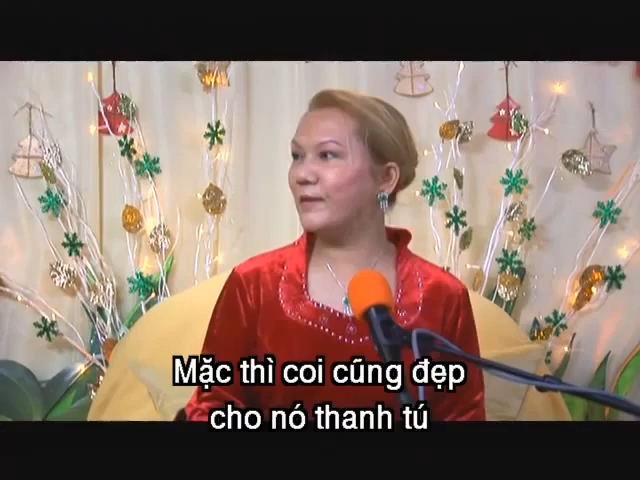 Mặc thì coi cũng đẹp
cho nó thanh tú